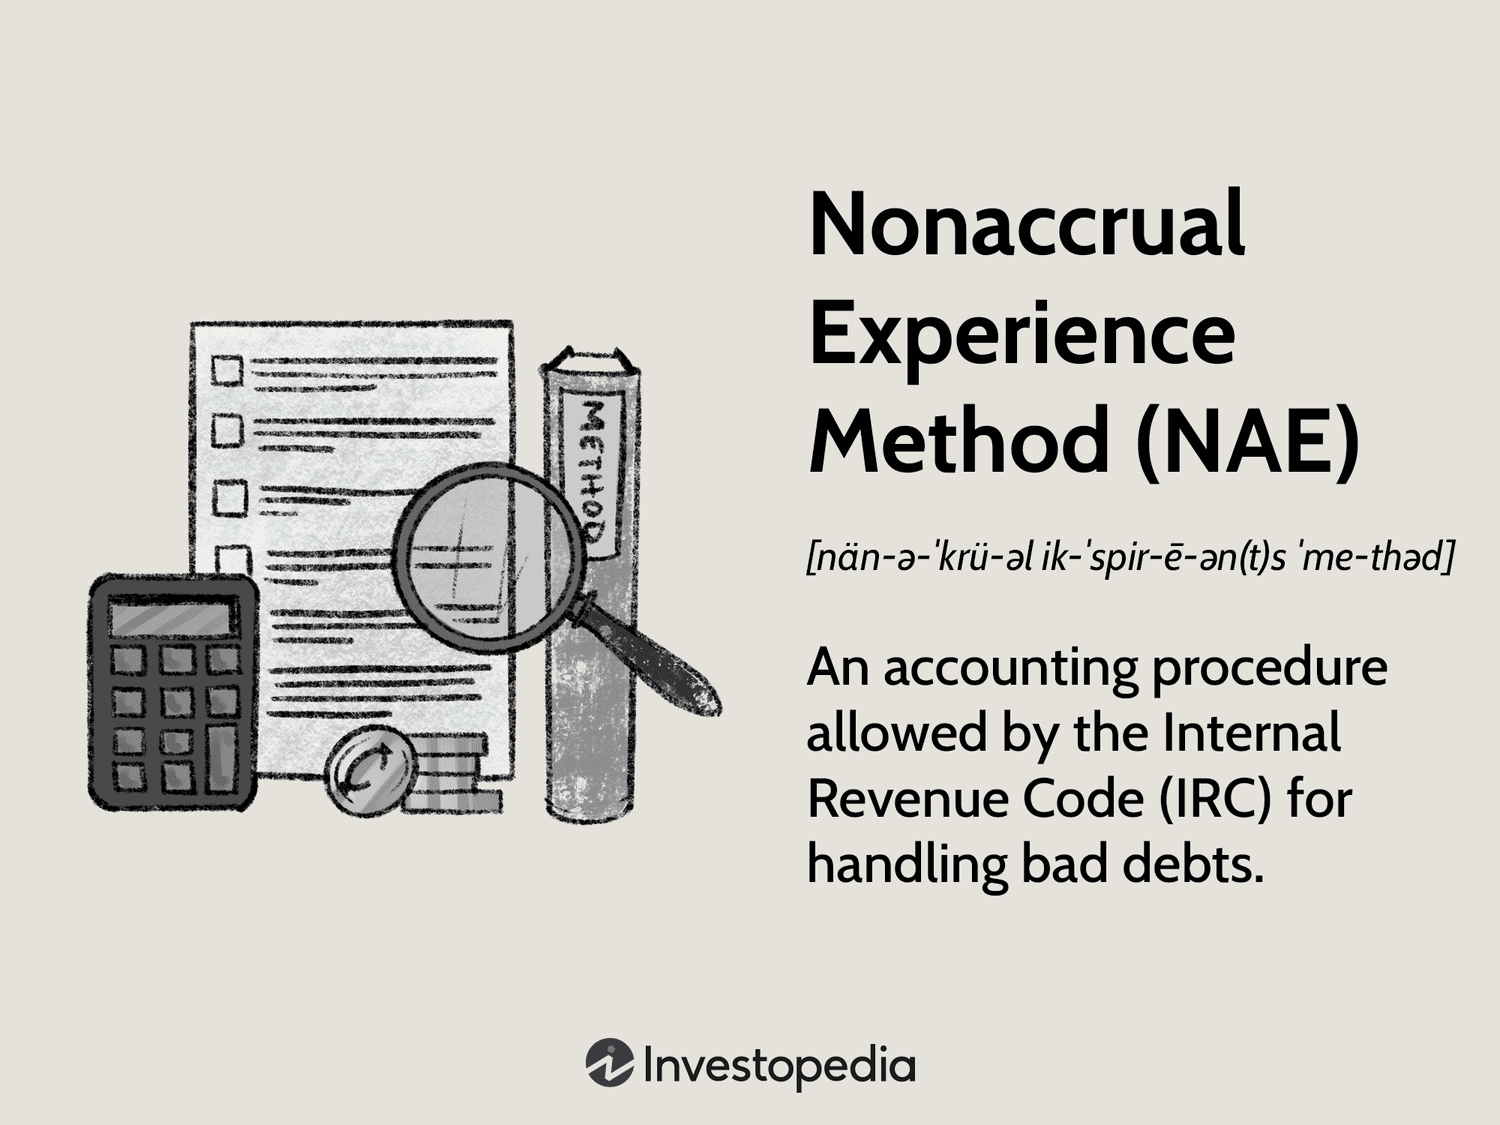 METHOD
Nonaccrual
Experience
Method (NAE)
[nän-ə-ˈkrü-əl ik-ˈspir-ē-ən(t)s ˈme-thəd]
An accounting procedure
allowed by the Internal
Revenue Code (IRC) for
handling bad debts.
Investopedia